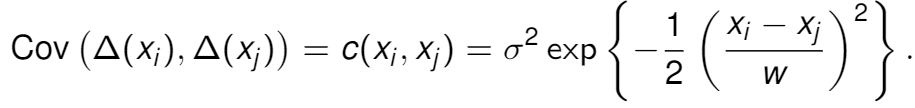 Cov (Δ(xᵢ), Δ(xⱼ)) = c(xᵢ, xⱼ) = σ² exp { −1/2 ( (xᵢ − xⱼ)/w )² } .